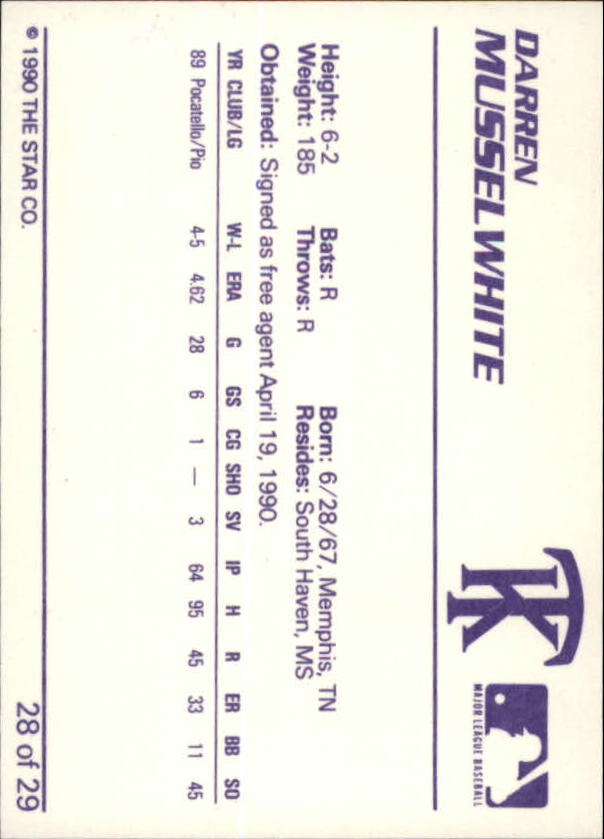 DARREN
MUSSELWHITE
TK
MAJOR LEAGUE BASEBALL
Height: 6-2 Bats: R Born: 6/28/67, Memphis, TN
Weight: 185 Throws: R Resides: South Haven, MS
Obtained: Signed as free agent April 19, 1990.
YR CLUB/LG W-L ERA G GS CG SHO SV IP H R ER BB SO
89 Pocatello/Pio 4-5 4.62 28 6 1 — 3 64 95 45 33 11 45
© 1990 THE STAR CO. 28 of 29